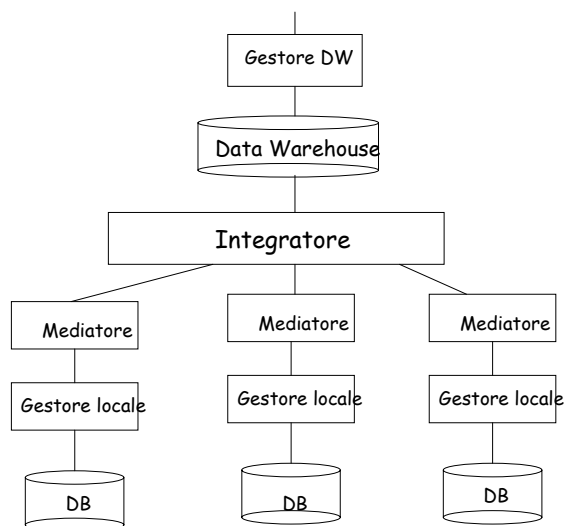 Gestore DW
Data Warehouse
Integratore
Mediatore
Mediatore
Mediatore
Gestore locale
Gestore locale
Gestore locale
DB
DB
DB